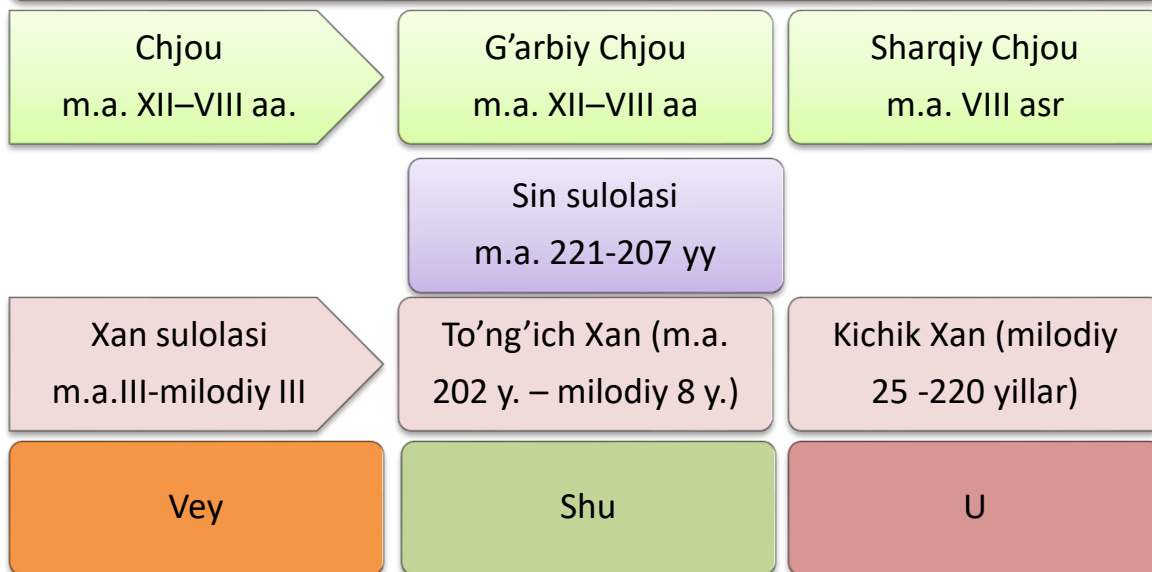 Chjou
m.a. XII–VIII aa.
G’arbiy Chjou
m.a. XII–VIII aa
Sharqiy Chjou
m.a. VIII asr
Sin sulolasi
m.a. 221-207 yy
Xan sulolasi
m.a.III-milodiy III
To’ng’ich Xan (m.a.
202 y. – milodiy 8 y.)
Kichik Xan (milodiy
25 -220 yillar)
Vey
Shu
U